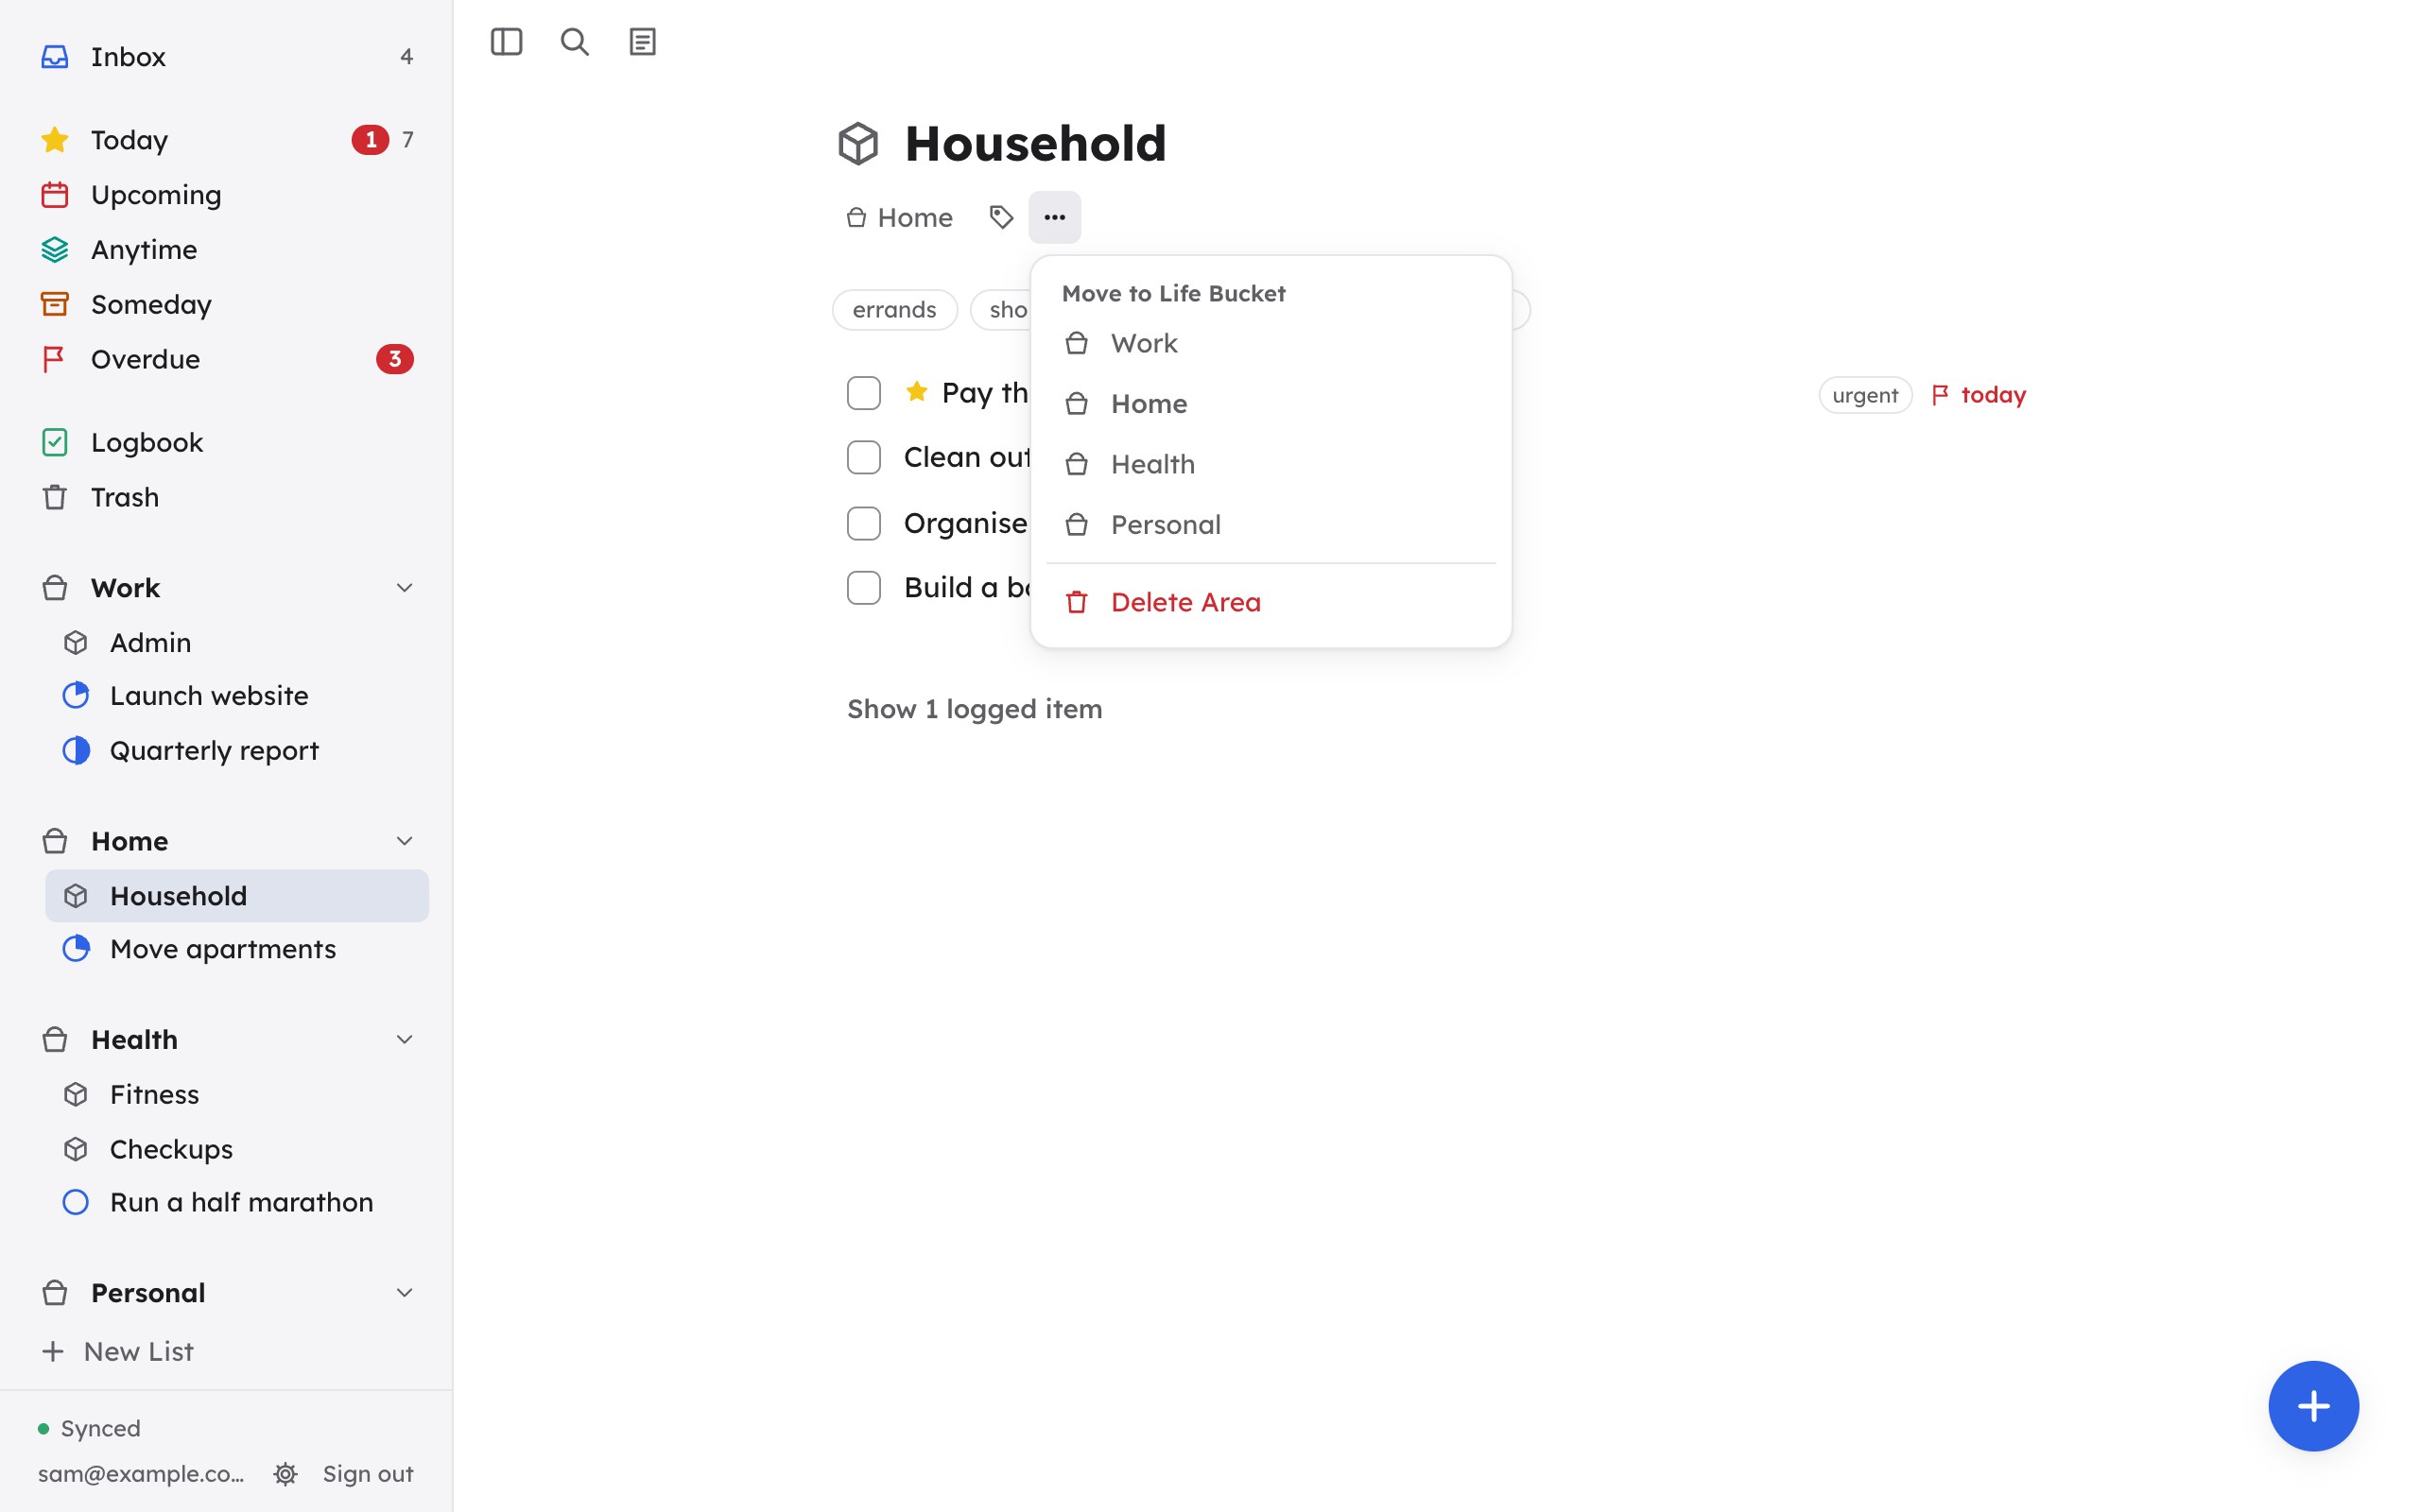 Inbox 4
Today 1 7
Upcoming
Anytime
Someday
Overdue 3
Logbook
Trash
Work
Admin
Launch website
Quarterly report
Home
Household
Move apartments
Health
Fitness
Checkups
Run a half marathon
Personal
New List
Synced
sam@example.co... Sign out
Household
Home
errands
Move to Life Bucket
Work
Home
Health
Personal
Delete Area
Pay urgent today
Clean
Organise
Build a
Show 1 logged item